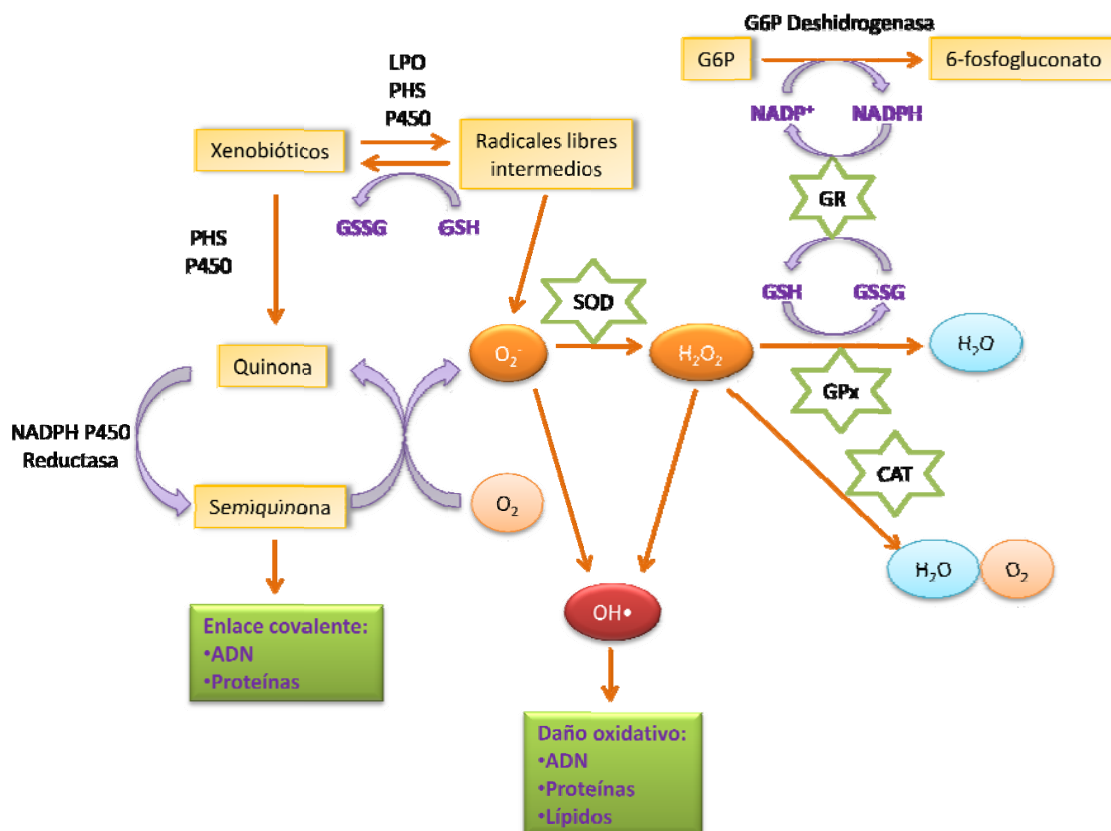 G6P Deshidrogenasa
G6P
6-fosfogluconato
NADP⁺
NADPH
GR
GSH
GSSG
LPO
PHS
P450
Xenobióticos
Radicales libres
intermedios
GSSG
GSH
PHS
P450
SOD
O₂⁻
H₂O₂
H₂O
GPx
CAT
Quinona
NADPH P450
Reductasa
Semiquinona
O₂
H₂O
O₂
OH•
Enlace covalente:
•ADN
•Proteínas
Daño oxidativo:
•ADN
•Proteínas
•Lípidos